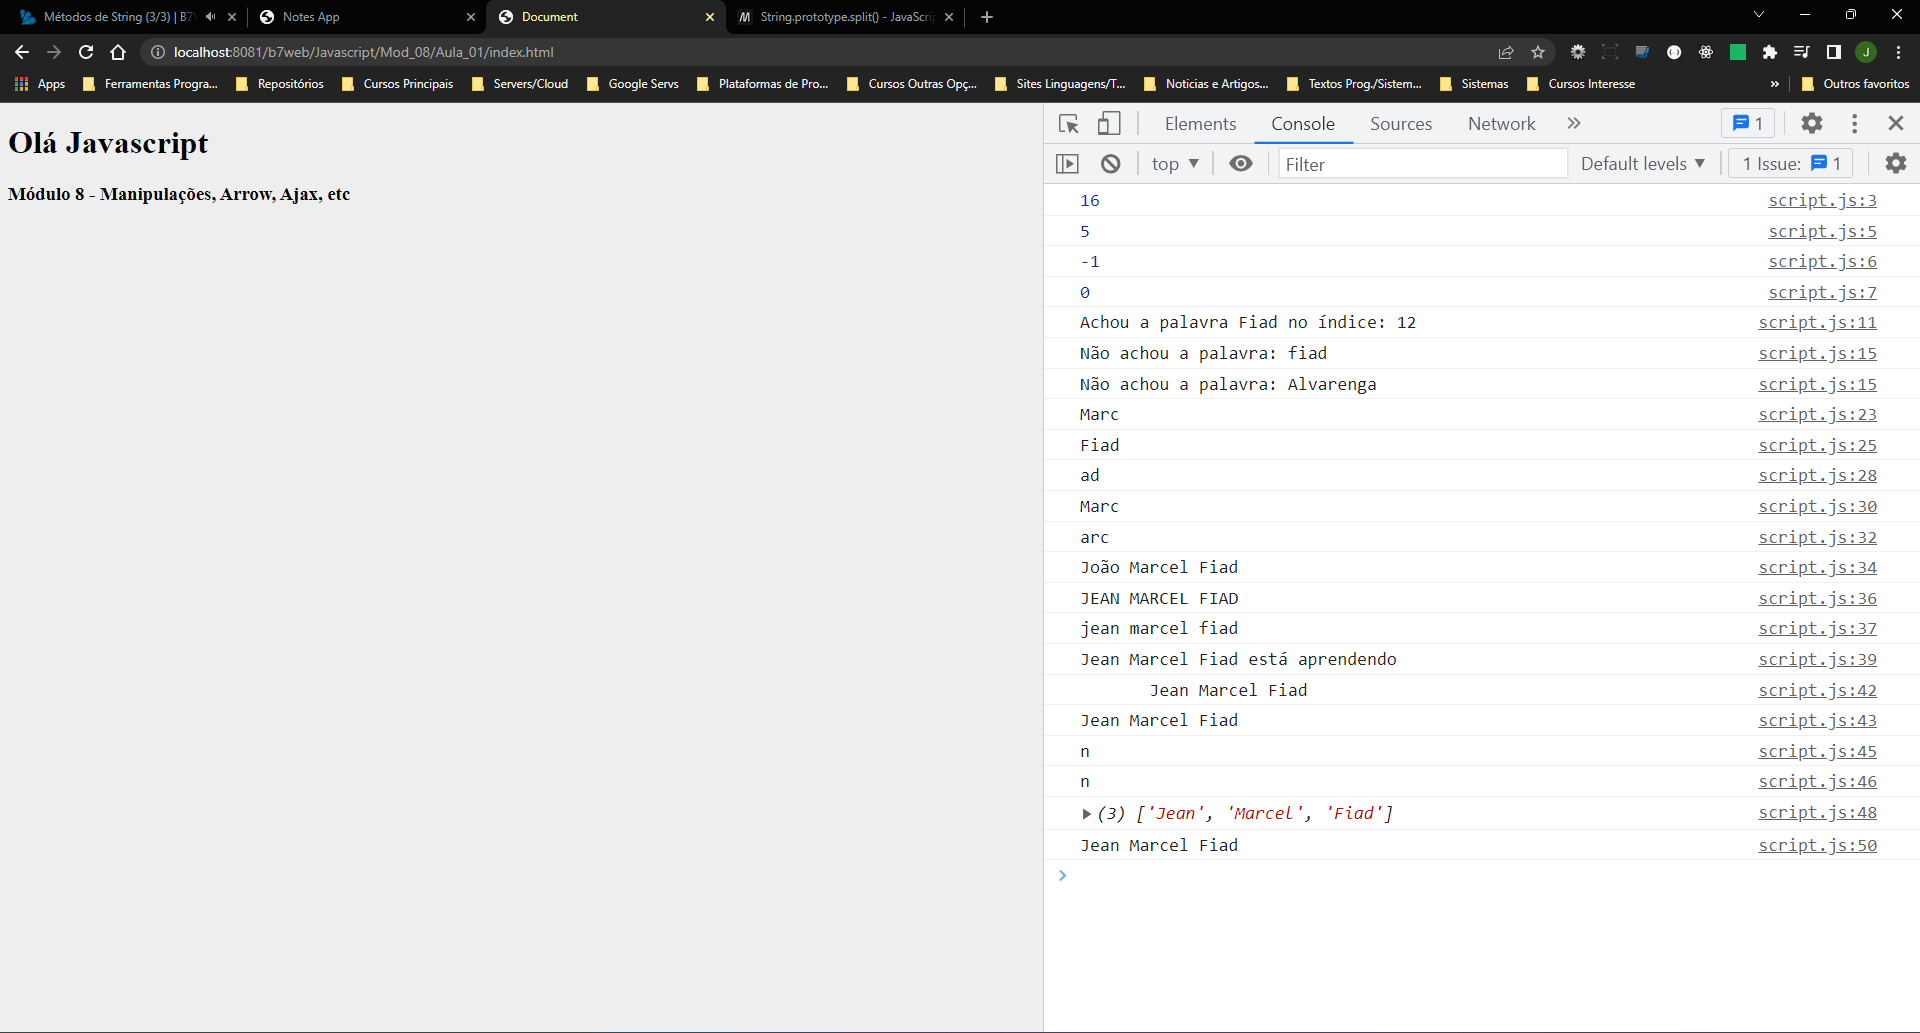 Métodos de String (3/3) | B7
Notes App
Document
String.prototype.split() - JavaScri
localhost:8081/b7web/Javascript/Mod_08/Aula_01/index.html
J
Apps
Ferramentas Progra...
Repositórios
Cursos Principais
Servers/Cloud
Google Servs
Plataformas de Pro...
Cursos Outras Opç...
Sites Linguagens/T...
Noticias e Artigos...
Textos Prog./Sistem...
Sistemas
Cursos Interesse
»
Outros favoritos
Olá Javascript
Módulo 8 - Manipulações, Arrow, Ajax, etc
Elements Console Sources Network » 1
top Filter Default levels 1 Issue: 1
16 script.js:3
5 script.js:5
-1 script.js:6
0 script.js:7
Achou a palavra Fiad no índice: 12 script.js:11
Não achou a palavra: fiad script.js:15
Não achou a palavra: Alvarenga script.js:15
Marc script.js:23
Fiad script.js:25
ad script.js:28
Marc script.js:30
arc script.js:32
João Marcel Fiad script.js:34
JEAN MARCEL FIAD script.js:36
jean marcel fiad script.js:37
Jean Marcel Fiad está aprendendo script.js:39
Jean Marcel Fiad script.js:42
Jean Marcel Fiad script.js:43
n script.js:45
n script.js:46
(3) ['Jean', 'Marcel', 'Fiad'] script.js:48
Jean Marcel Fiad script.js:50